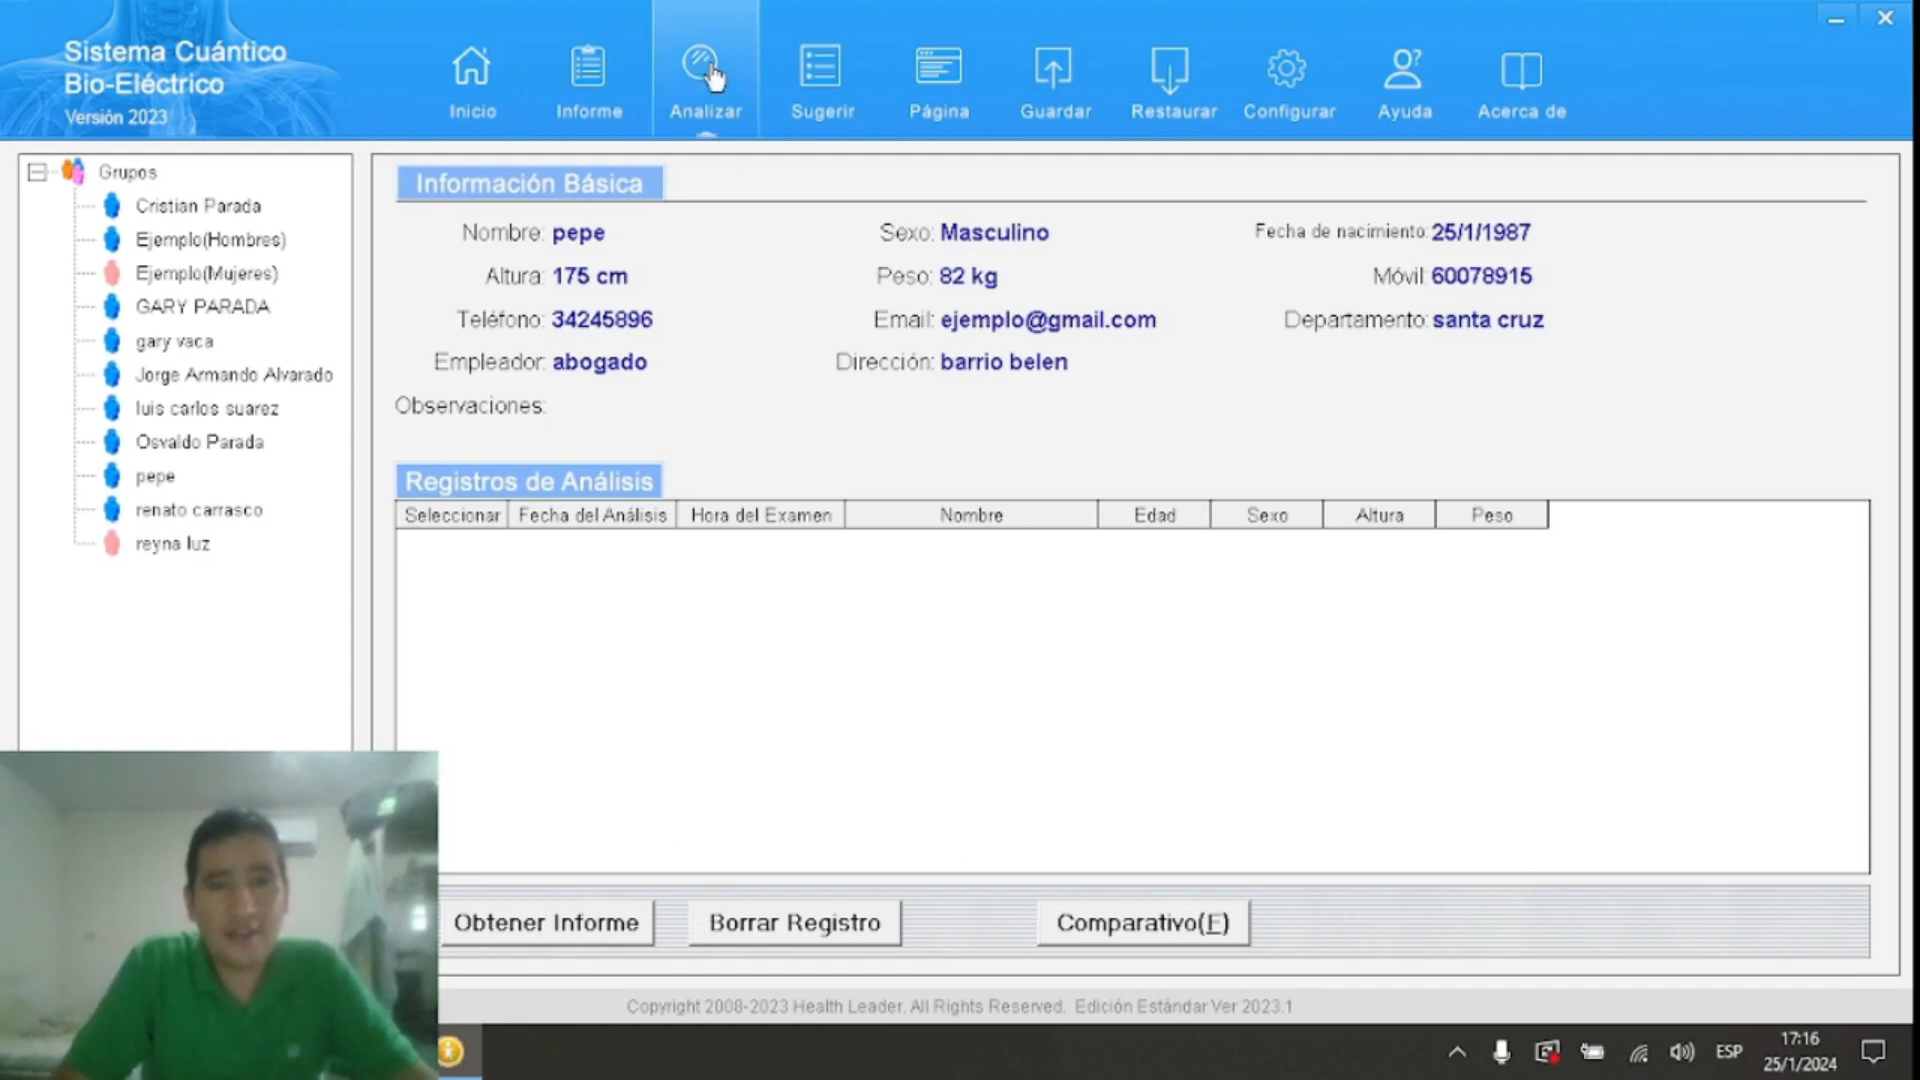 Sistema Cuántico
Bio-Eléctrico
Versión 2023
Inicio
Informe
Analizar
Sugerir
Página
Guardar
Restaurar
Configurar
Ayuda
Acerca de
Grupos
Cristian Parada
Ejemplo(Hombres)
Ejemplo(Mujeres)
GARY PARADA
gary vaca
Jorge Armando Alvarado
luis carlos suarez
Osvaldo Parada
pepe
renato carrasco
reyna luz
Información Básica
Nombre: pepe Sexo: Masculino Fecha de nacimiento: 25/1/1987
Altura: 175 cm Peso: 82 kg Móvil: 60078915
Teléfono: 34245896 Email: ejemplo@gmail.com Departamento: santa cruz
Empleador: abogado Dirección: barrio belen
Observaciones:
Registros de Análisis
Seleccionar Fecha del Análisis Hora del Examen Nombre Edad Sexo Altura Peso
Obtener Informe Borrar Registro Comparativo(F)
Copyright 2008-2023 Health Leader. All Rights Reserved. Edición Estándar Ver 2023.1
ESP
17:16
25/1/2024